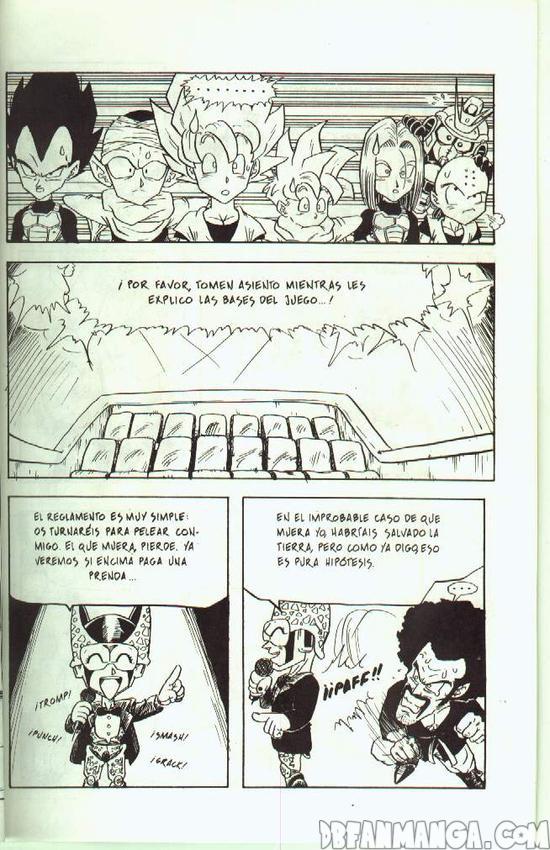 ........
¡POR FAVOR, TOMEN ASIENTO MIENTRAS LES
EXPLICO LAS BASES DEL JUEGO...!
EL REGLAMENTO ES MUY SIMPLE:
OS TURNARÉIS PARA PELEAR CON-
MIGO. EL QUE MUERA, PIERDE. YA
VEREMOS SI ENCIMA PAGA UNA
PRENDA...
¡TROMP!
¡PUNCH!
¡SMASH!
¡CRACK!
EN EL IMPROBABLE CASO DE QUE
MUERA YO, HABRÍAIS SALVADO LA
TIERRA, PERO COMO YA DIGO, ESO
ES PURA HIPÓTESIS.
...
¡¡PAFF!!
DBFANMANGA.COM